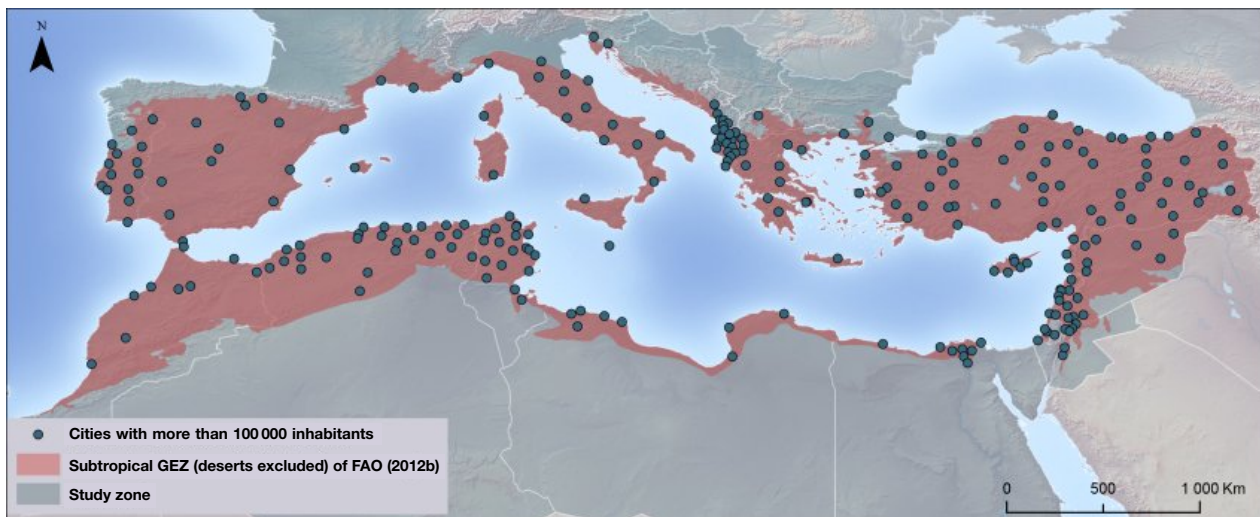 N
Cities with more than 100 000 inhabitants
Subtropical GEZ (deserts excluded) of FAO (2012b)
Study zone
0 500 1 000 Km